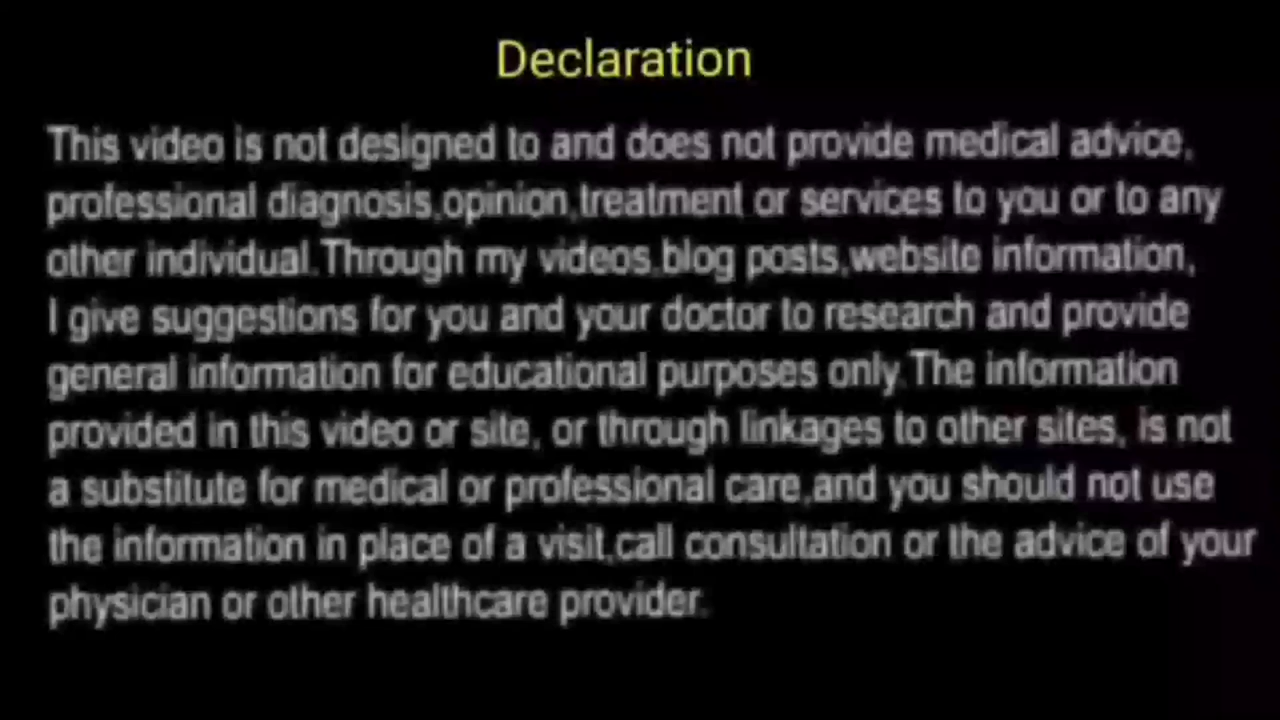 Declaration
This video is not designed to and does not provide medical advice,
professional diagnosis,opinion,treatment or services to you or to any
other individual.Through my videos,blog posts,website information,
I give suggestions for you and your doctor to research and provide
general information for educational purposes only.The information
provided in this video or site, or through linkages to other sites, is not
a substitute for medical or professional care,and you should not use
the information in place of a visit,call consultation or the advice of your
physician or other healthcare provider.